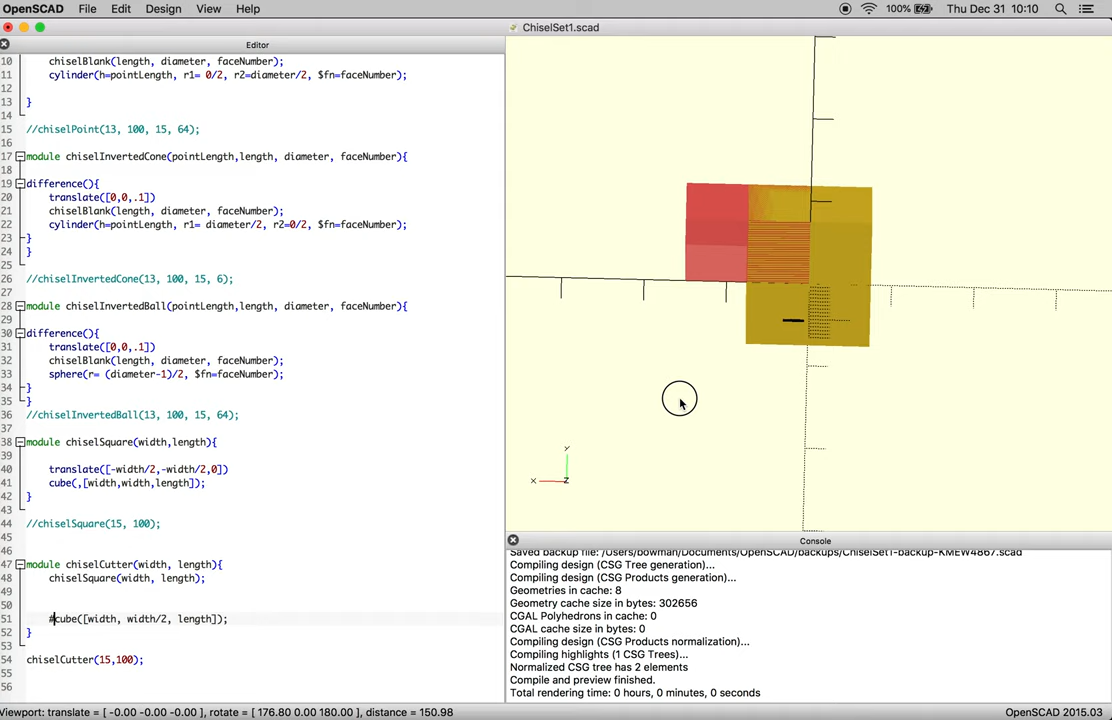 OpenSCAD File Edit Design View Help 100% Thu Dec 31 10:10
ChiselSet1.scad
Editor
10 chiselBlank(length, diameter, faceNumber);
11 cylinder(h=pointLength, r1= 0/2, r2=diameter/2, $fn=faceNumber);
12
13 }
14
15 //chiselPoint(13, 100, 15, 64);
16
17 module chiselInvertedCone(pointLength,length, diameter, faceNumber){
18
19 difference(){
20 translate([0,0,.1])
21 chiselBlank(length, diameter, faceNumber);
22 cylinder(h=pointLength, r1= diameter/2, r2=0/2, $fn=faceNumber);
23 }
24 }
25
26 //chiselInvertedCone(13, 100, 15, 6);
27
28 module chiselInvertedBall(pointLength,length, diameter, faceNumber){
29
30 difference(){
31 translate([0,0,.1])
32 chiselBlank(length, diameter, faceNumber);
33 sphere(r= (diameter-1)/2, $fn=faceNumber);
34 }
35 }
36 //chiselInvertedBall(13, 100, 15, 64);
37
38 module chiselSquare(width,length){
39
40 translate([-width/2,-width/2,0])
41 cube(,[width,width,length]);
42 }
43
44 //chiselSquare(15, 100);
45
46
47 module chiselCutter(width, length){
48 chiselSquare(width, length);
49
50
51 #cube([width, width/2, length]);
52 }
53
54 chiselCutter(15,100);
55
56
Y
X
Z
Console
Saved backup file: /Users/bowman/Documents/OpenSCAD/backups/ChiselSet1-backup-KMEW4867.scad
Compiling design (CSG Tree generation)...
Compiling design (CSG Products generation)...
Geometries in cache: 8
Geometry cache size in bytes: 302656
CGAL Polyhedrons in cache: 0
CGAL cache size in bytes: 0
Compiling design (CSG Products normalization)...
Compiling highlights (1 CSG Trees)...
Normalized CSG tree has 2 elements
Compile and preview finished.
Total rendering time: 0 hours, 0 minutes, 0 seconds
Viewport: translate = [ -0.00 -0.00 -0.00 ], rotate = [ 176.80 0.00 180.00 ], distance = 150.98
OpenSCAD 2015.03